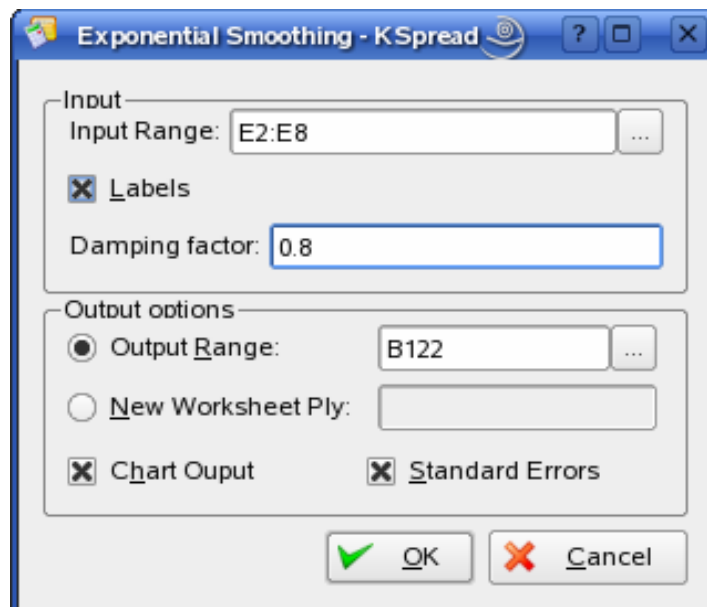 Exponential Smoothing - KSpread ?
Input
Input Range: E2:E8 ...
Labels
Damping factor: 0.8
Output options
Output Range: B122 ...
New Worksheet Ply:
Chart Ouput Standard Errors
OK Cancel